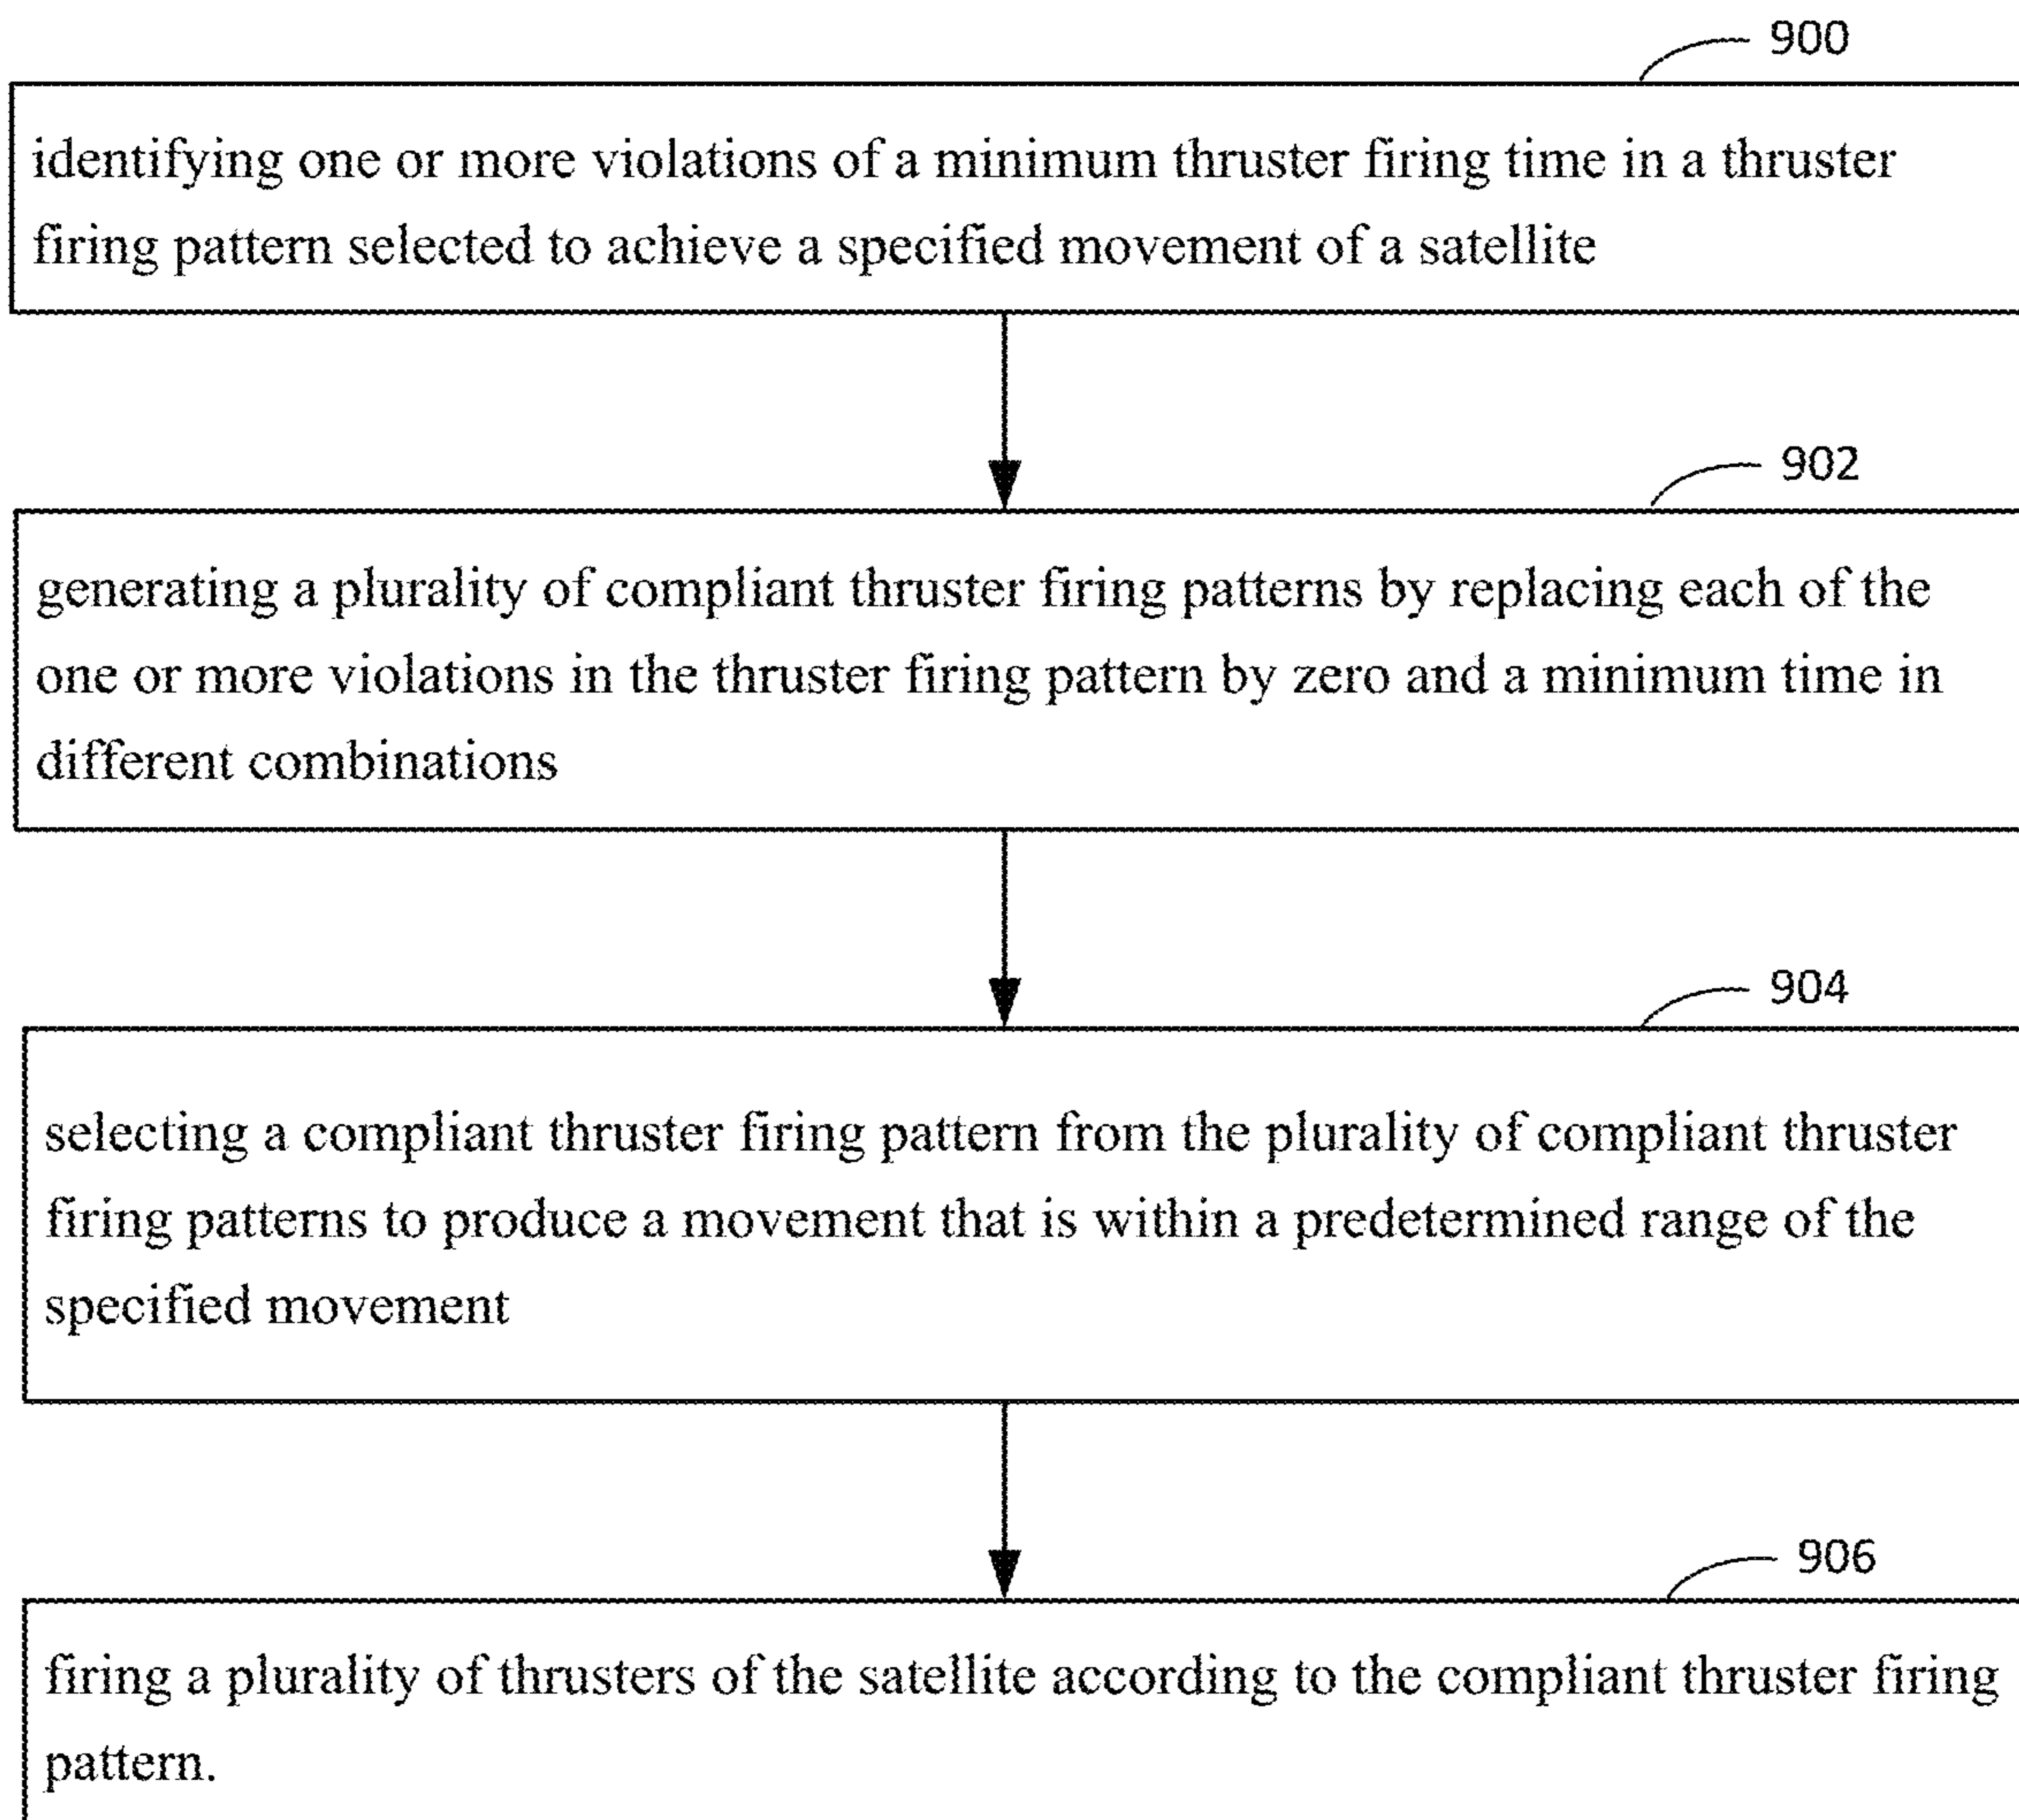 900
identifying one or more violations of a minimum thruster firing time in a thruster
firing pattern selected to achieve a specified movement of a satellite
902
generating a plurality of compliant thruster firing patterns by replacing each of the
one or more violations in the thruster firing pattern by zero and a minimum time in
different combinations
904
selecting a compliant thruster firing pattern from the plurality of compliant thruster
firing patterns to produce a movement that is within a predetermined range of the
specified movement
906
firing a plurality of thrusters of the satellite according to the compliant thruster firing
pattern.